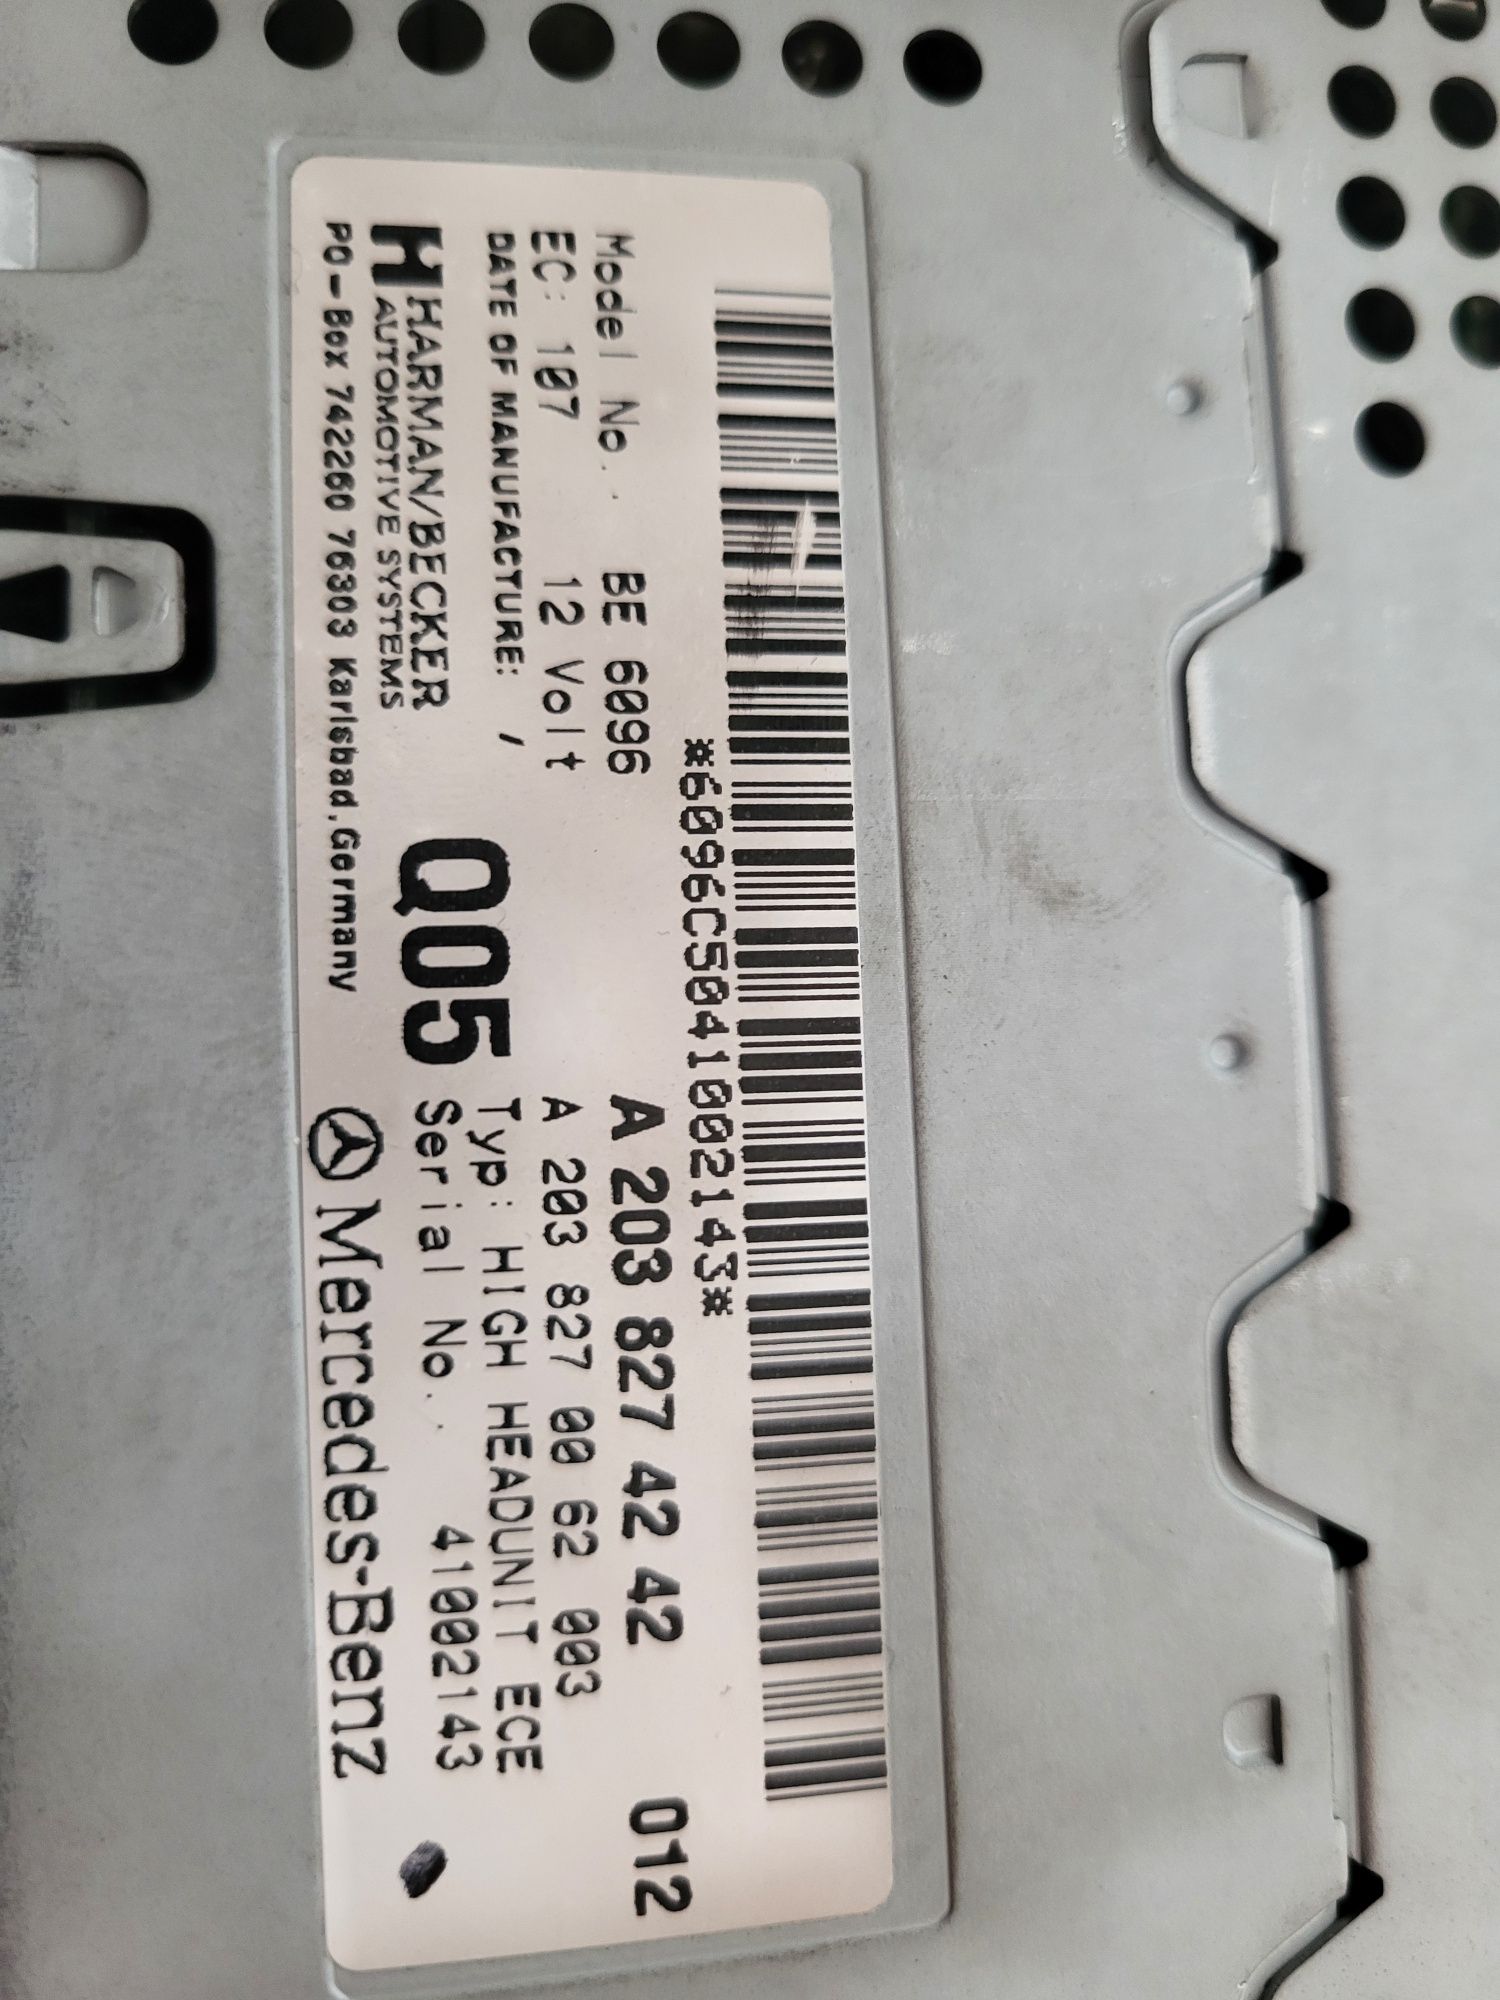 *6096C5041002143*
Model No.. BE 6096
A 203 827 42 42 012
EC: 107 12 Volt
A 203 827 00 62 003
DATE OF MANUFACTURE: ,
Typ: HIGH HEADUNIT ECE
Q05
Serial No.. 41002143
HARMAN/BECKER
AUTOMOTIVE SYSTEMS
PO-Box 742260 76303 Karlsbad.Germany
Mercedes-Benz